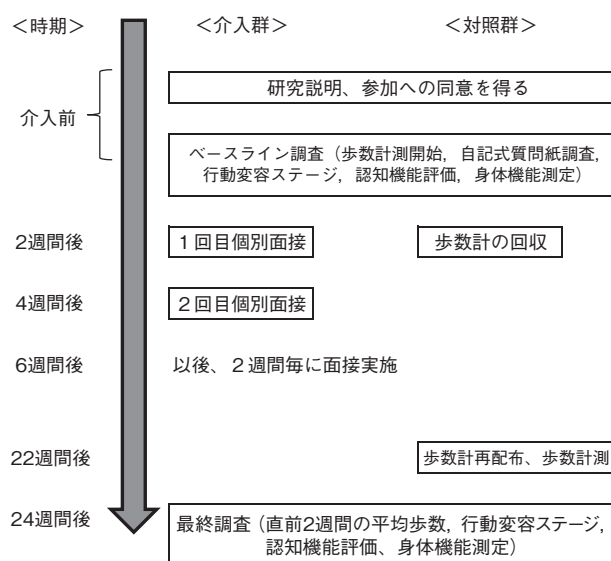 ＜時期＞ ＜介入群＞ ＜対照群＞
研究説明、参加への同意を得る
介入前
ベースライン調査（歩数計測開始，自記式質問紙調査，
行動変容ステージ，認知機能評価，身体機能測定）
2週間後 １回目個別面接 歩数計の回収
4週間後 ２回目個別面接
6週間後 以後、２週間毎に面接実施
22週間後 歩数計再配布、歩数計測
24週間後 最終調査（直前2週間の平均歩数，行動変容ステージ，
認知機能評価、身体機能測定）